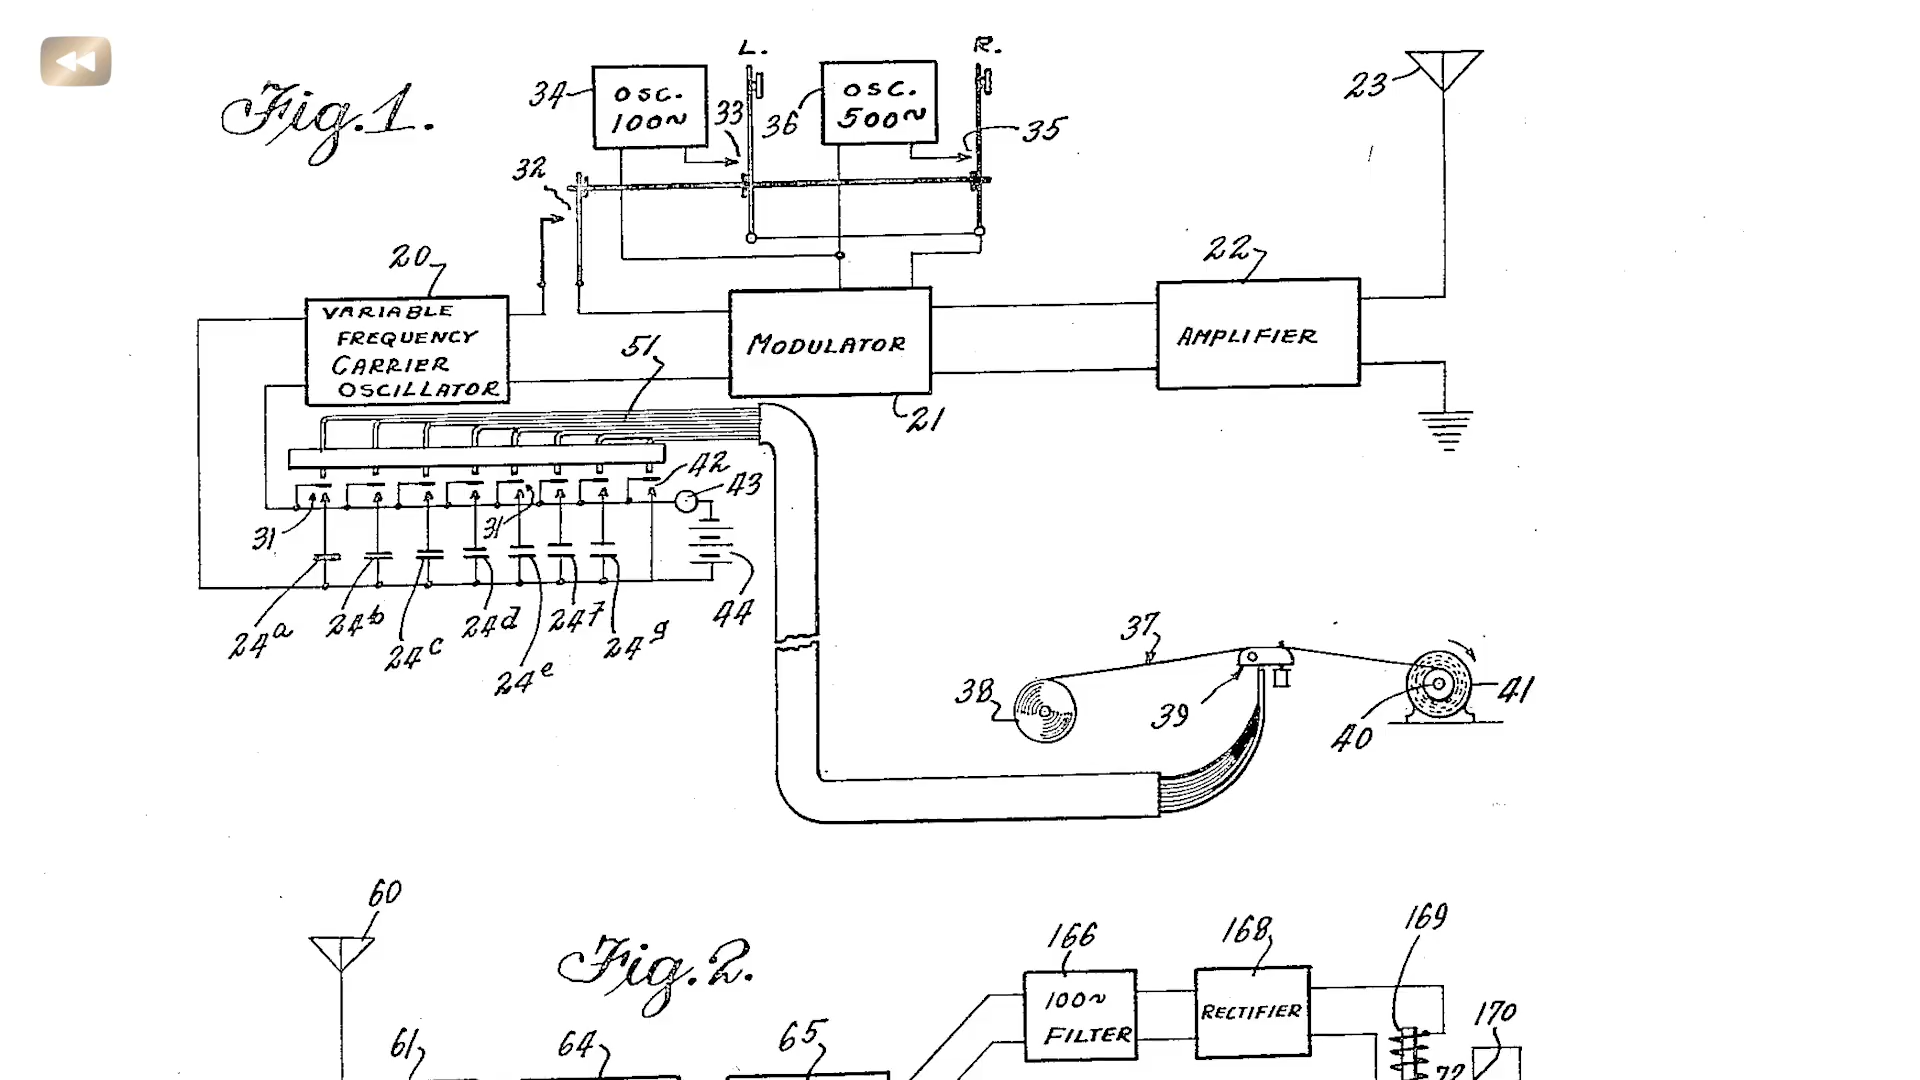 L.
R.
Fig.1.
34
OSC.
100~
33
36
OSC.
500~
35
23
32
20
22
VARIABLE
FREQUENCY
CARRIER
OSCILLATOR
51
MODULATOR
AMPLIFIER
21
42
43
31
31
24a
24b
24c
24d
24e
24f
24g
44
37
38
39
40
41
60
Fig.2.
166
168
169
100~
FILTER
RECTIFIER
170
61
64
65
72